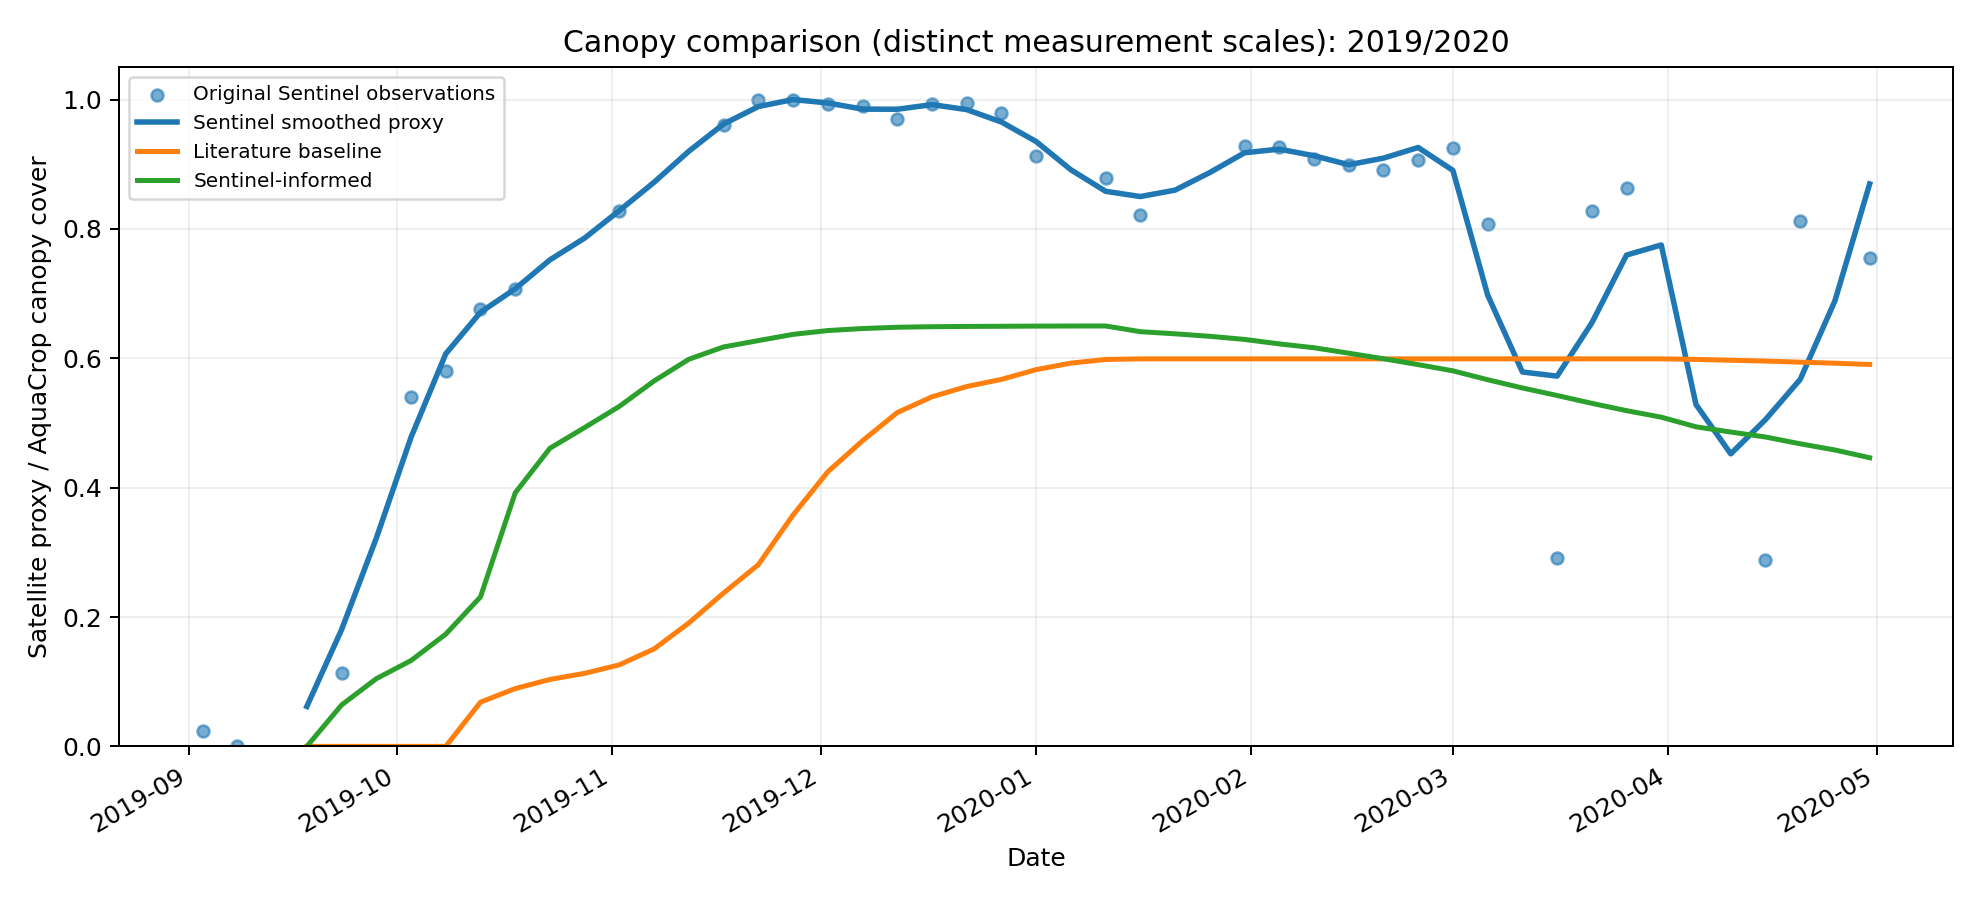 Canopy comparison (distinct measurement scales): 2019/2020
Original Sentinel observations
Sentinel smoothed proxy
Literature baseline
Sentinel-informed
Satellite proxy / AquaCrop canopy cover
1.0
0.8
0.6
0.4
0.2
0.0
2019-09
2019-10
2019-11
2019-12
2020-01
2020-02
2020-03
2020-04
2020-05
Date